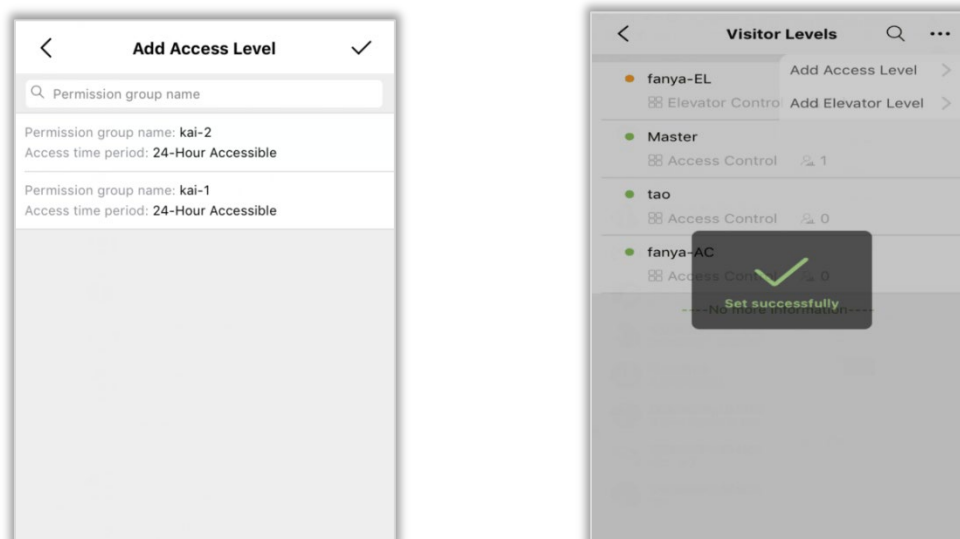 Add Access Level
Permission group name
Permission group name: kai-2
Access time period: 24-Hour Accessible
Permission group name: kai-1
Access time period: 24-Hour Accessible
Visitor Levels
Add Access Level
Add Elevator Level
fanya-EL
Elevator Contro
Master
Access Control 1
tao
Access Control 0
fanya-AC
Access Control 0
Set successfully
----No more information----